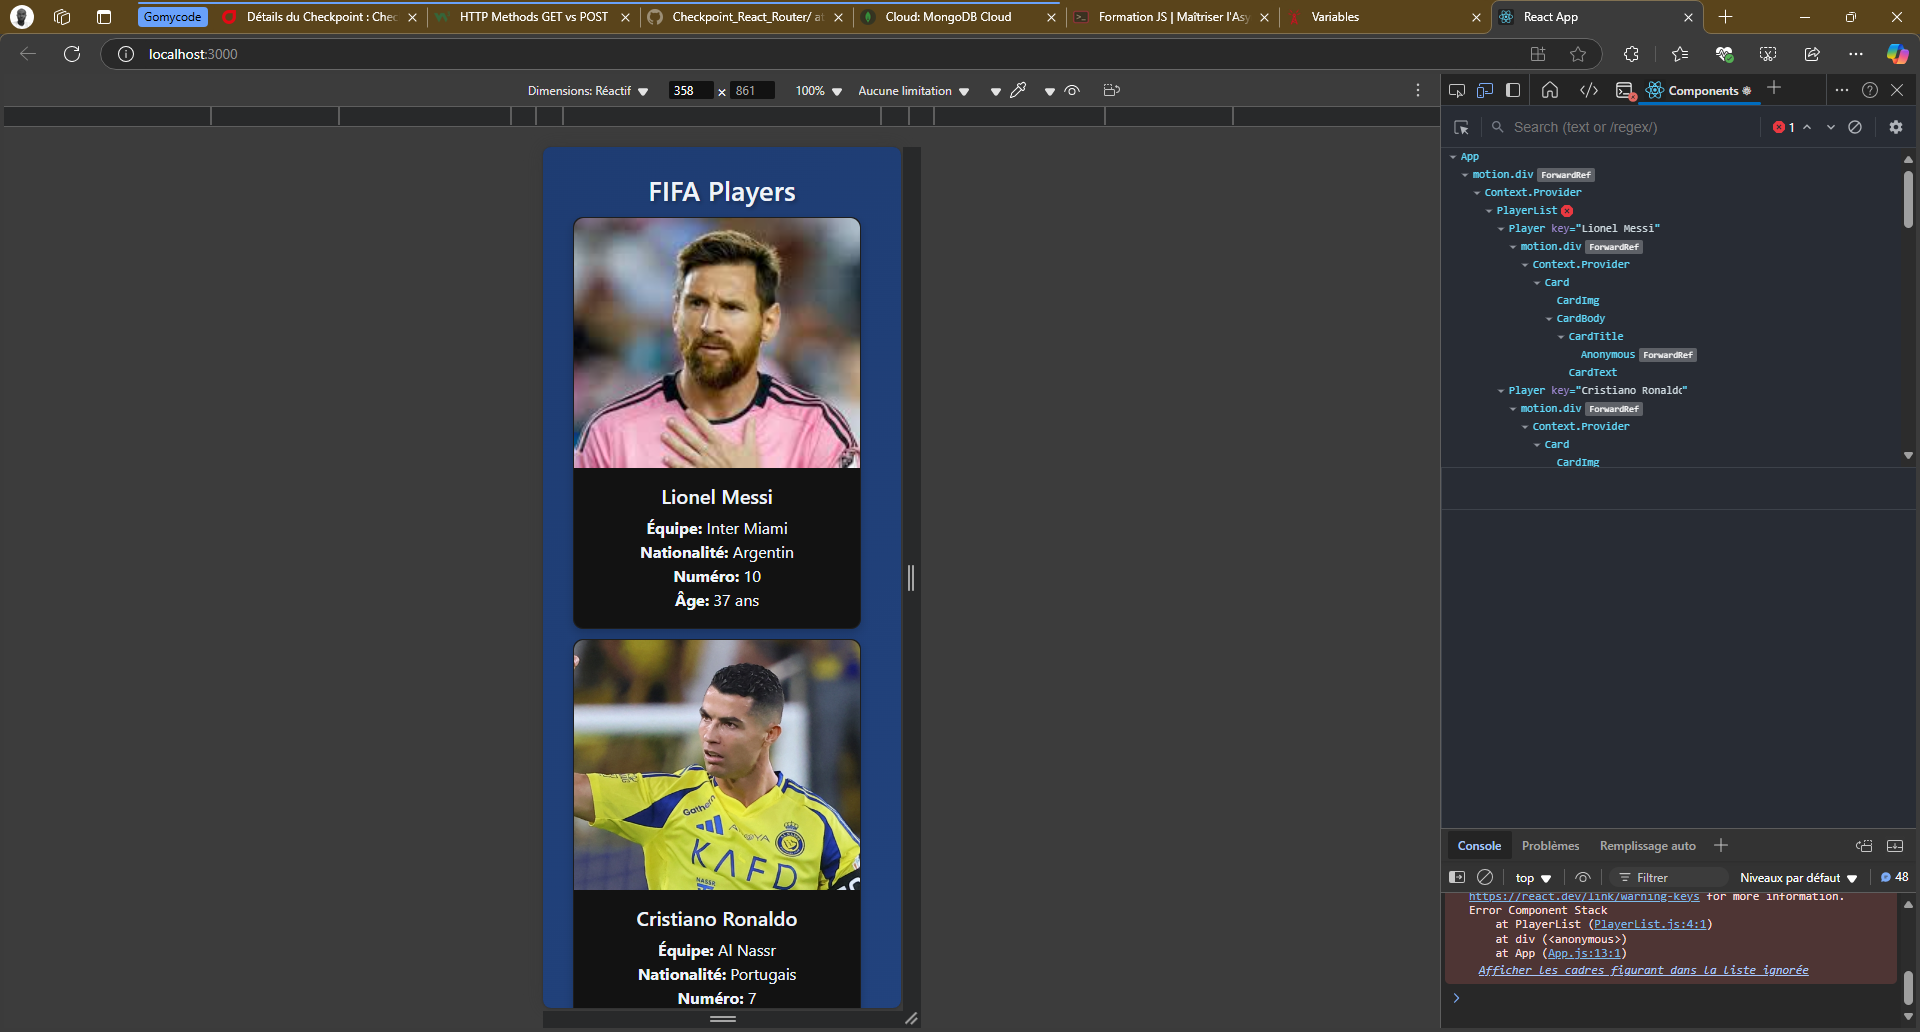 Gomycode
Détails du Checkpoint : Chec
HTTP Methods GET vs POST
Checkpoint_React_Router/ at
Cloud: MongoDB Cloud
Formation JS | Maîtriser l'Asy
Variables
React App
localhost:3000
Dimensions: Réactif
358 x 861
100%
Aucune limitation
FIFA Players
Lionel Messi
Équipe: Inter Miami
Nationalité: Argentin
Numéro: 10
Âge: 37 ans
Gathern
KAFD
NASSR
Cristiano Ronaldo
Équipe: Al Nassr
Nationalité: Portugais
Numéro: 7
Components
Search (text or /regex/)
1
App
motion.div ForwardRef
Context.Provider
PlayerList
Player key="Lionel Messi"
motion.div ForwardRef
Context.Provider
Card
CardImg
CardBody
CardTitle
Anonymous ForwardRef
CardText
Player key="Cristiano Ronaldo"
motion.div ForwardRef
Context.Provider
Card
CardImg
Console
Problèmes
Remplissage auto
top
Filtrer
Niveaux par défaut
48
https://react.dev/link/warning-keys for more information.
Error Component Stack
at PlayerList (PlayerList.js:4:1)
at div (<anonymous>)
at App (App.js:13:1)
Afficher les cadres figurant dans la liste ignorée